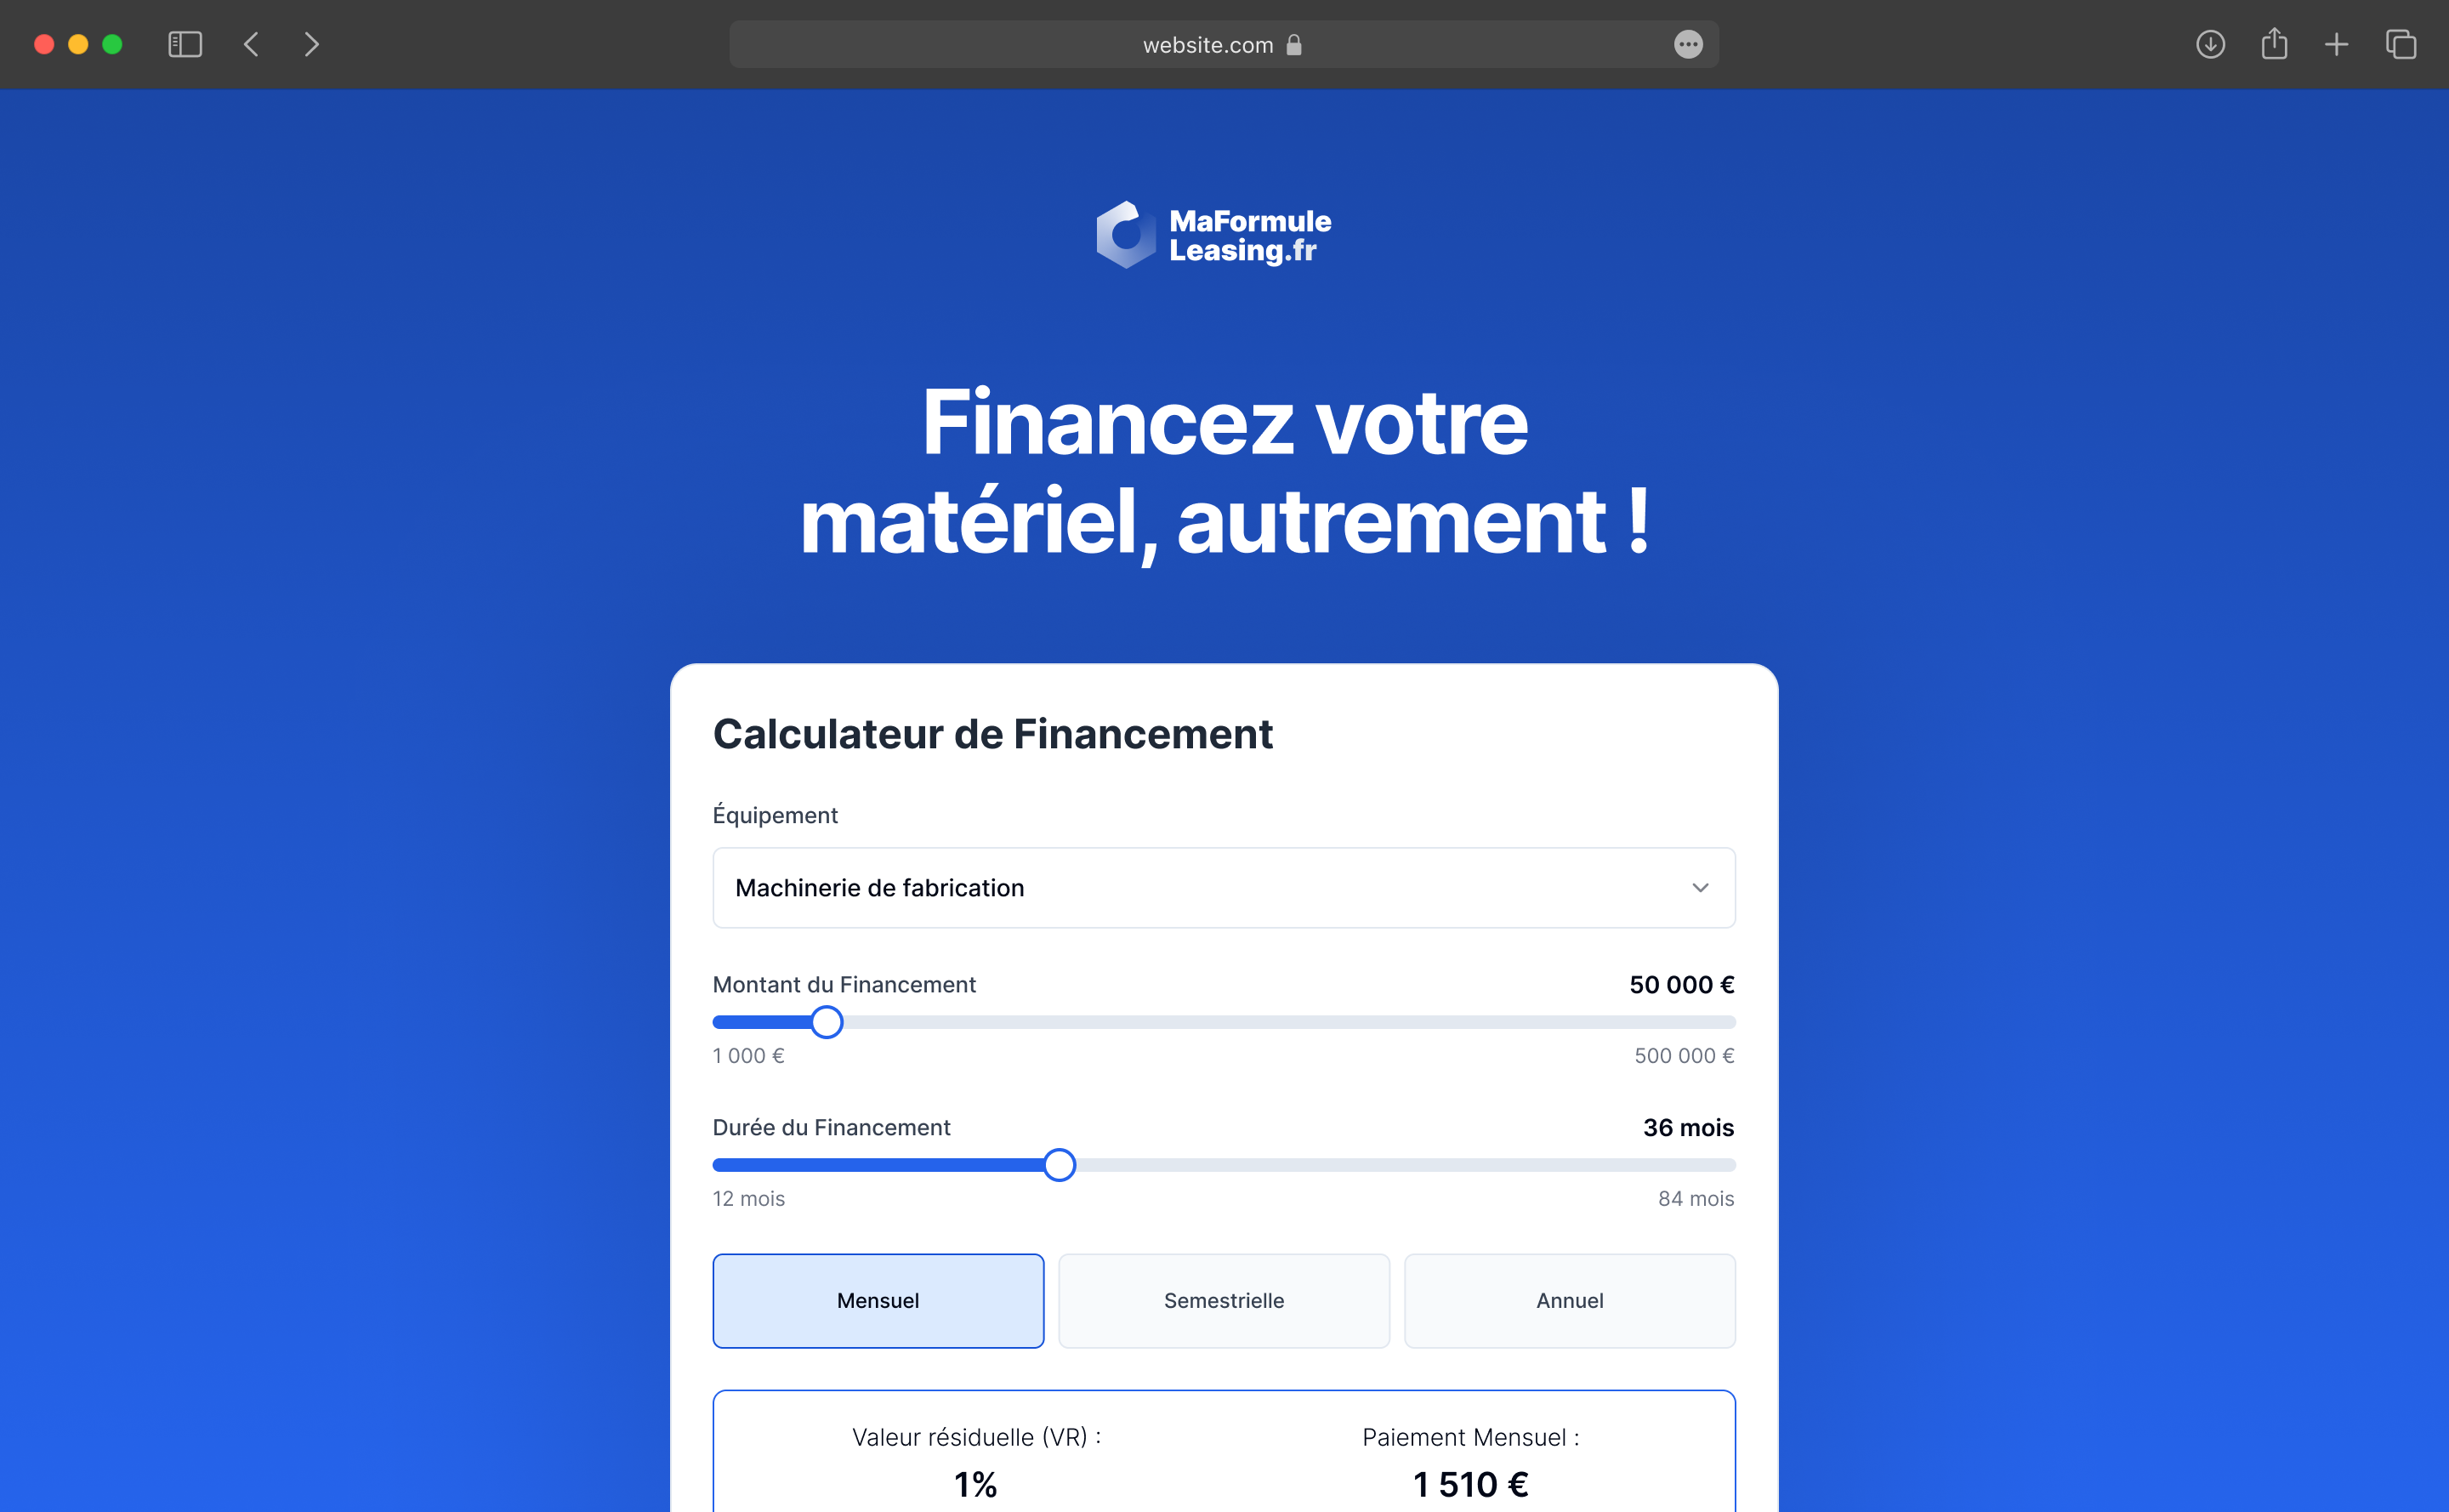 website.com
MaFormule
Leasing.fr
Financez votre
matériel, autrement !
Calculateur de Financement
Équipement
Machinerie de fabrication
Montant du Financement
50 000 €
1 000 €
500 000 €
Durée du Financement
36 mois
12 mois
84 mois
Mensuel
Semestrielle
Annuel
Valeur résiduelle (VR) :
Paiement Mensuel :
1%
1 510 €